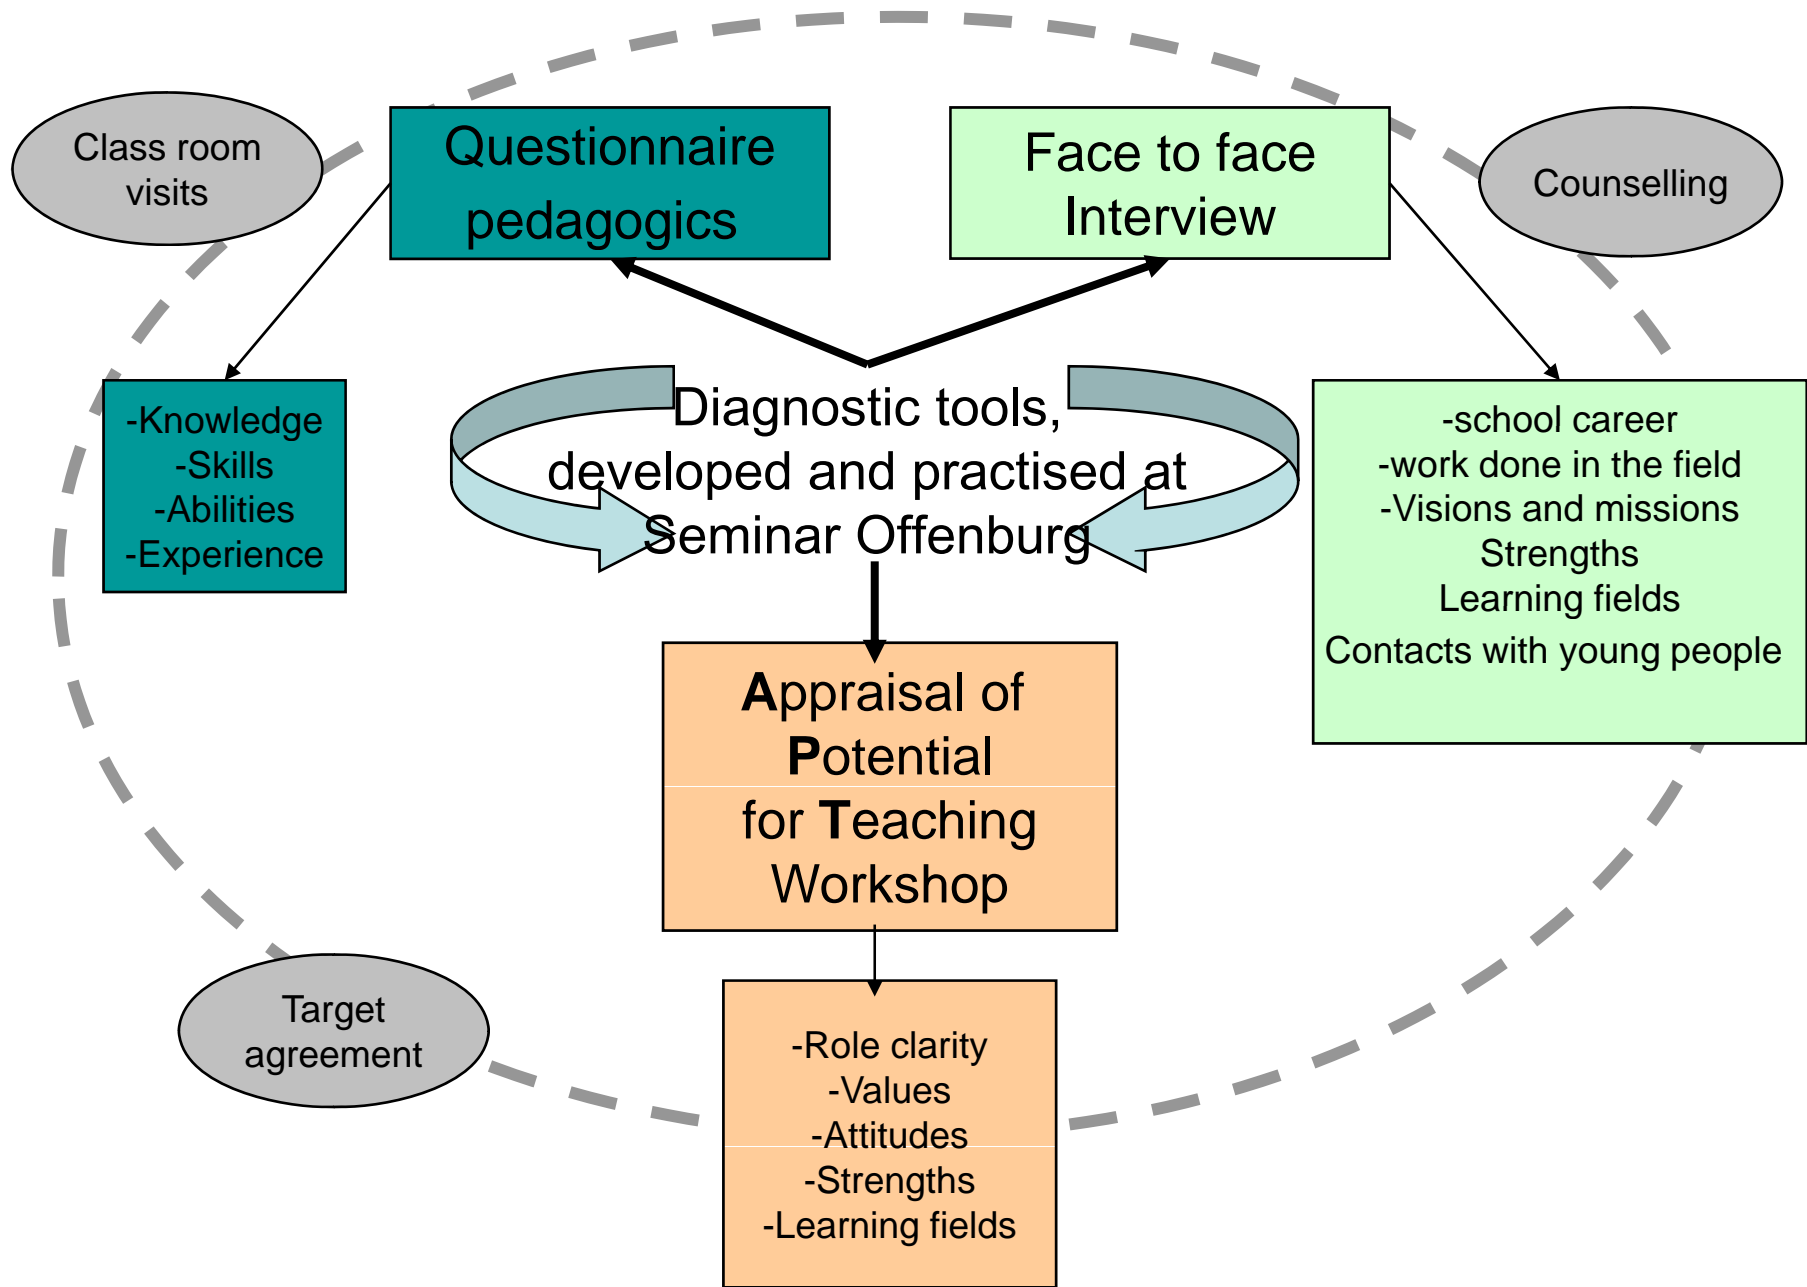 Class room
visits
Questionnaire
pedagogics
Face to face
Interview
Counselling
-Knowledge
-Skills
-Abilities
-Experience
Diagnostic tools,
developed and practised at
Seminar Offenburg
-school career
-work done in the field
-Visions and missions
Strengths
Learning fields
Contacts with young people
Appraisal of
Potential
for Teaching
Workshop
Target
agreement
-Role clarity
-Values
-Attitudes
-Strengths
-Learning fields